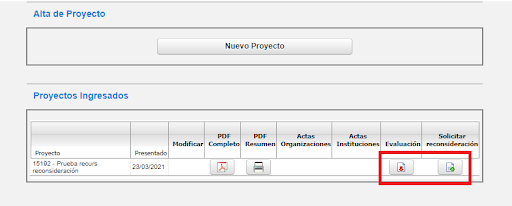 Alta de Proyecto
Nuevo Proyecto
Proyectos Ingresados
Proyecto Presentado Modificar PDF Completo PDF Resumen Actas Organizaciones Actas Instituciones Evaluación Solicitar reconsideración
15192 - Prueba recurs
reconsideración 23/03/2021